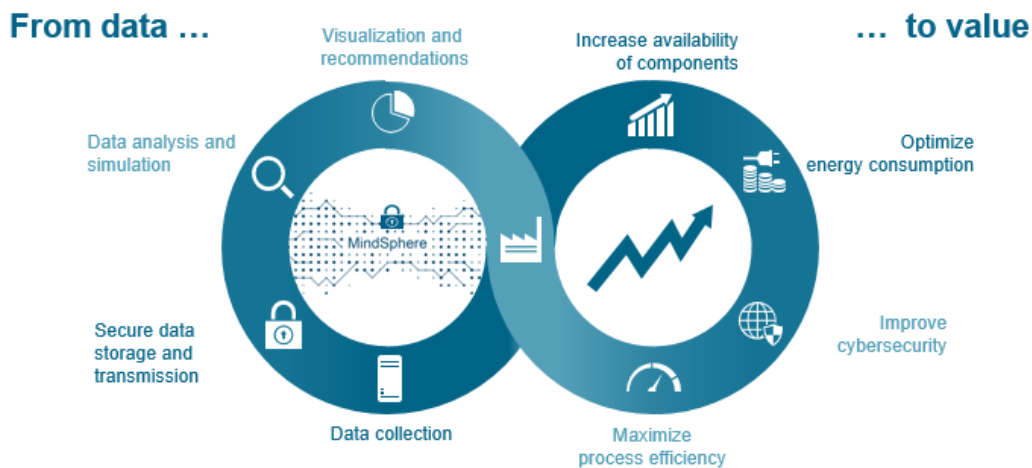 From data ...
... to value
Visualization and
recommendations
Increase availability
of components
Data analysis and
simulation
Optimize
energy consumption
MindSphere
Secure data
storage and
transmission
Improve
cybersecurity
Data collection
Maximize
process efficiency